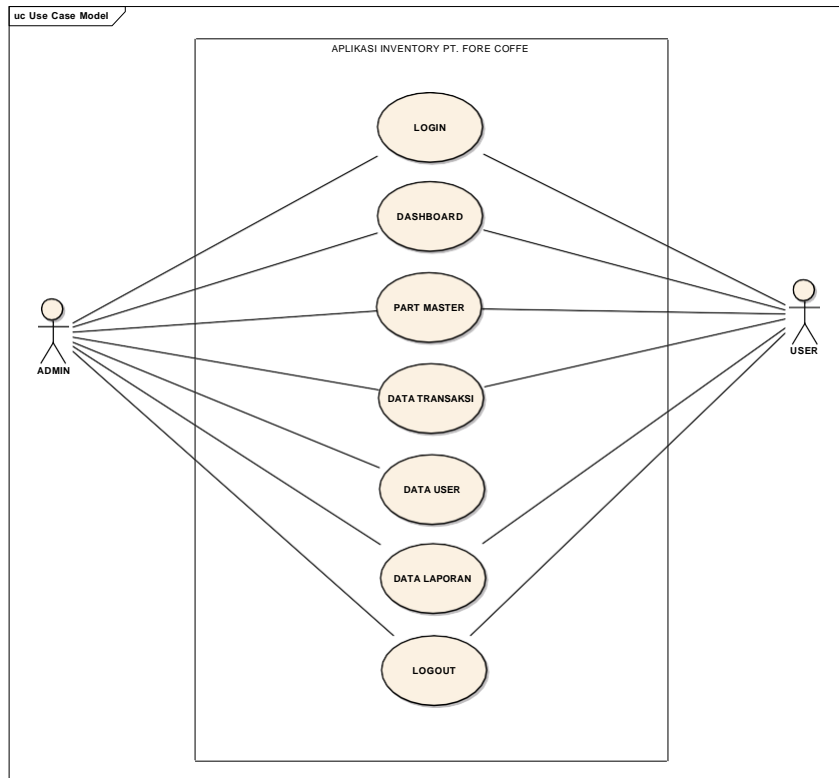 uc Use Case Model
APLIKASI INVENTORY PT. FORE COFFE
LOGIN
DASHBOARD
PART MASTER
DATA TRANSAKSI
DATA USER
DATA LAPORAN
LOGOUT
ADMIN
USER